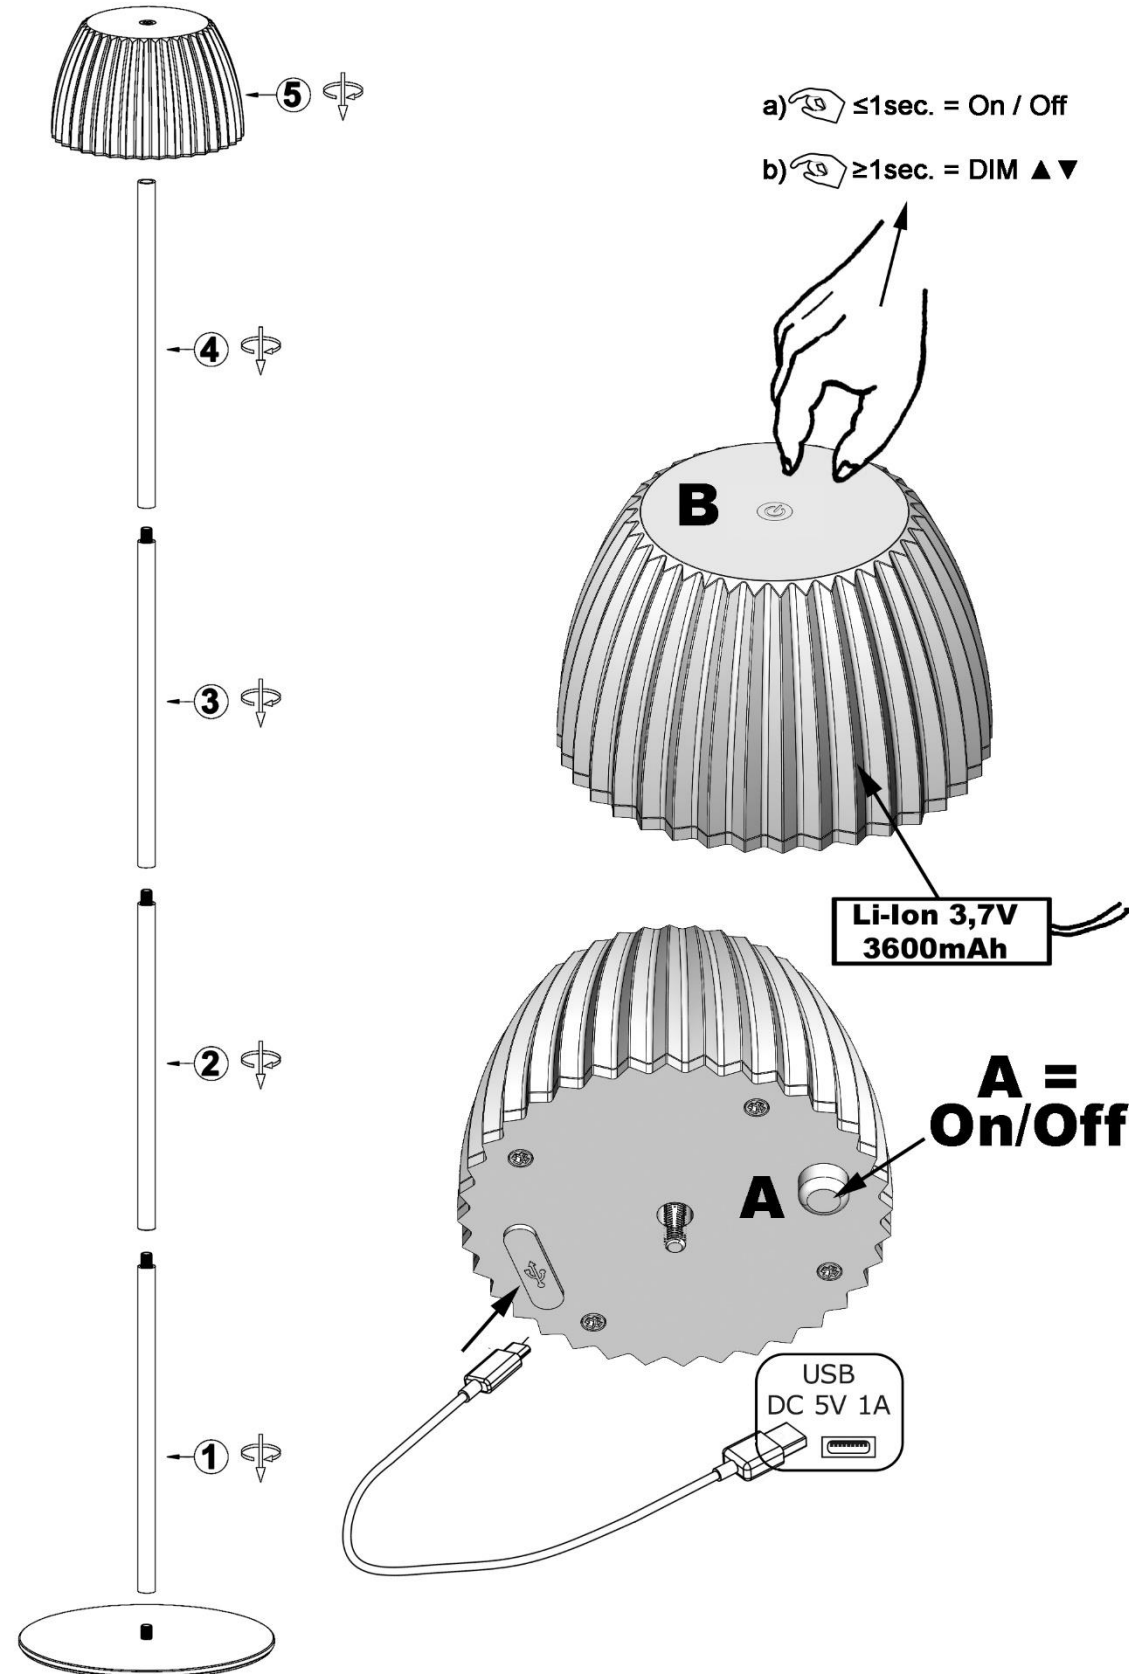 5
4
3
2
1
a) ≤1sec. = On / Off
b) ≥1sec. = DIM ▲▼
B
Li-Ion 3,7V
3600mAh
A =
On/Off
A
USB
DC 5V 1A